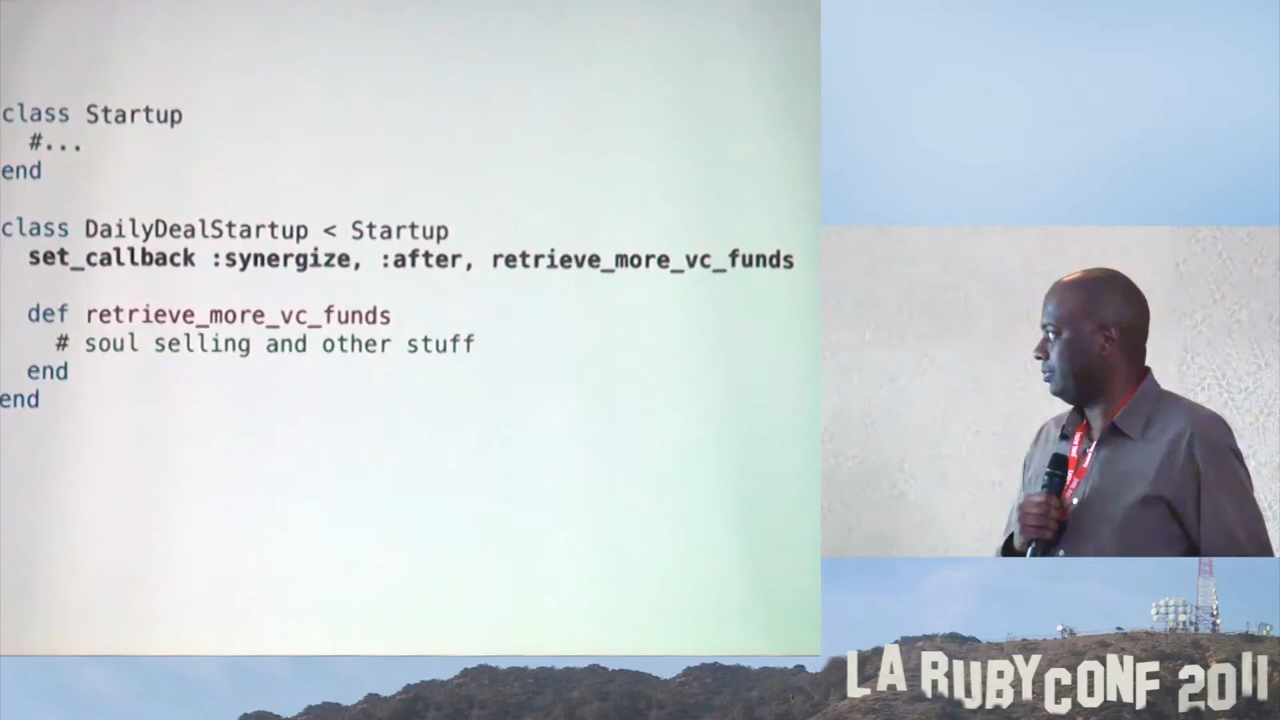 class Startup
#...
end
class DailyDealStartup < Startup
set_callback :synergize, :after, retrieve_more_vc_funds
def retrieve_more_vc_funds
# soul selling and other stuff
end
end
LA RUBYCONF 2011